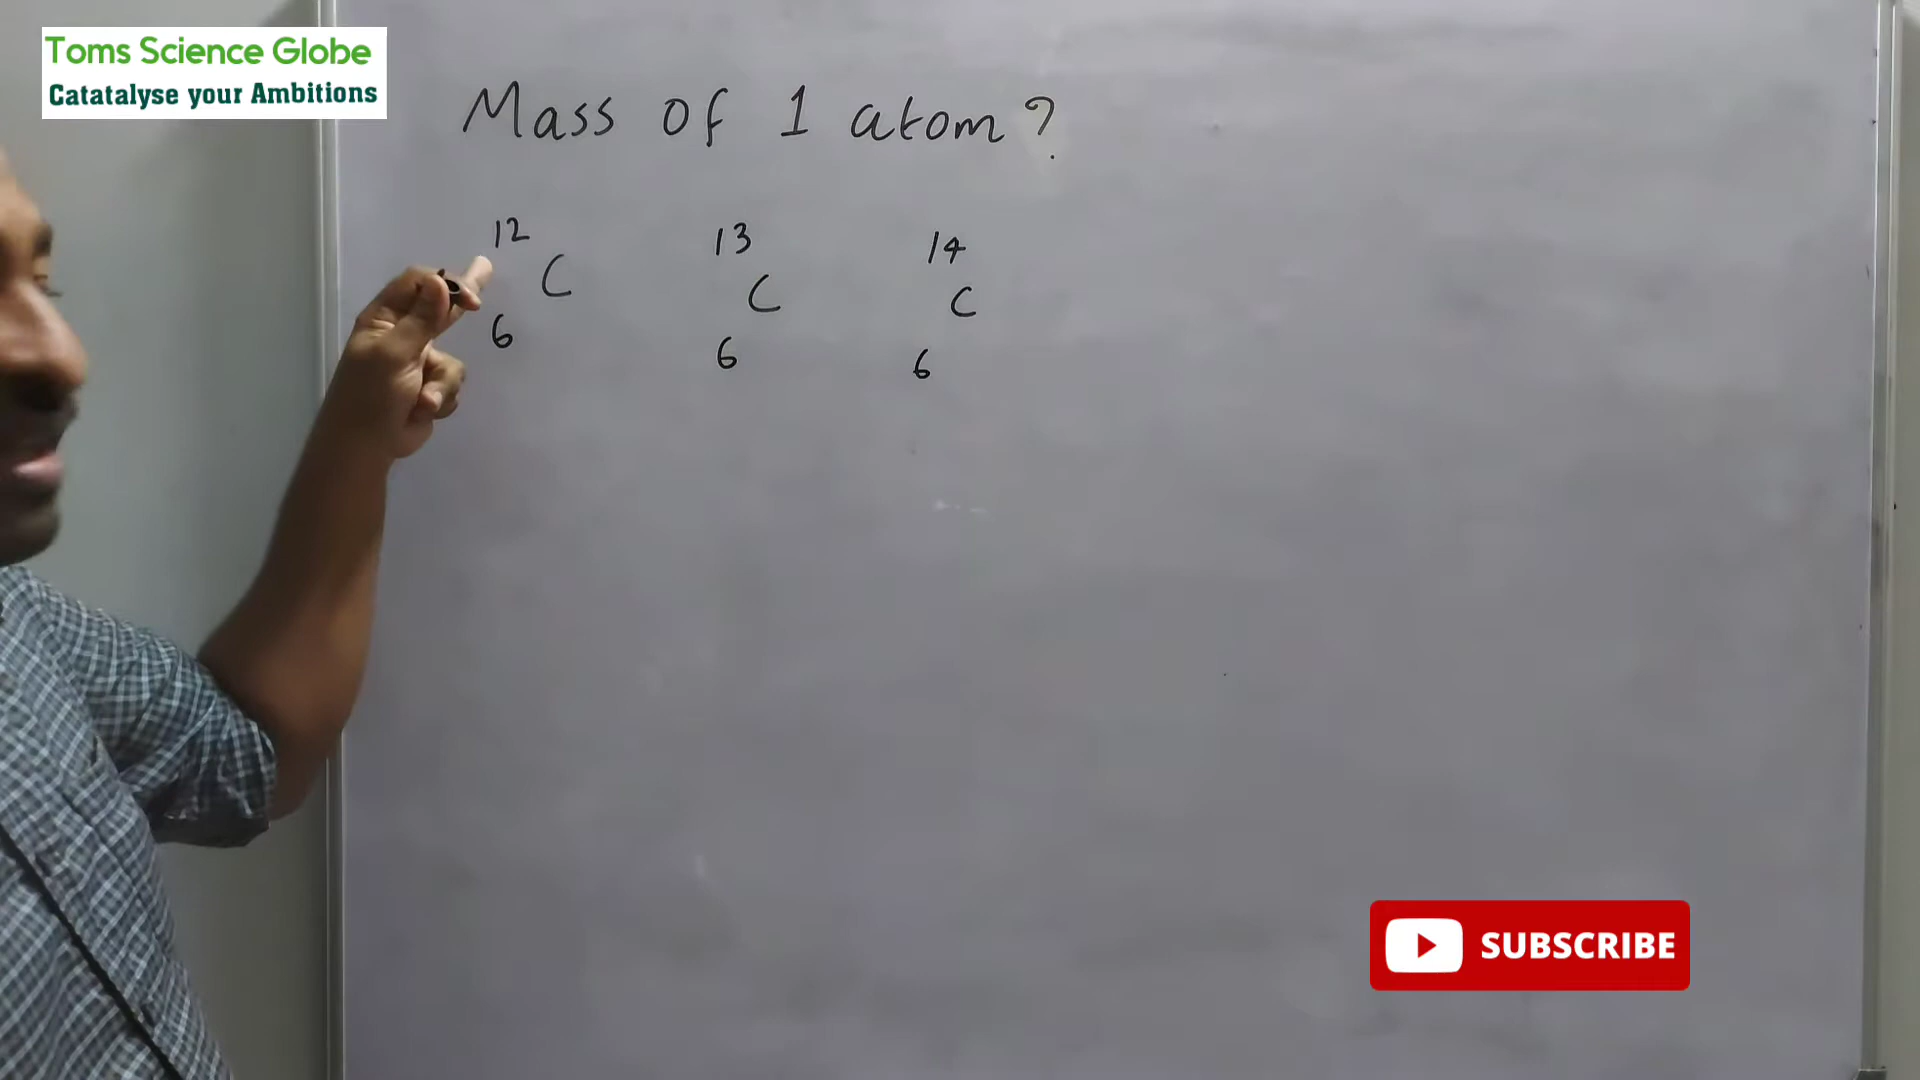 Toms Science Globe
Catatalyse your Ambitions
Mass of 1 atom?
12 13 14
C C C
6 6 6
SUBSCRIBE